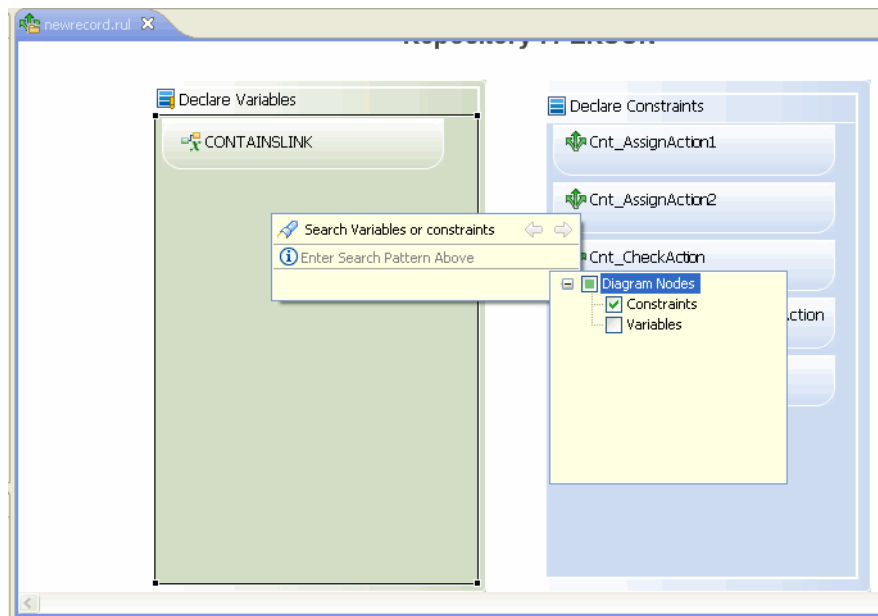 newrecord.rul
Declare Variables
Declare Constraints
CONTAINSLINK
Cnt_AssignAction1
Cnt_AssignAction2
Search Variables or constraints
Enter Search Pattern Above
Cnt_CheckAction
Diagram Nodes
Constraints
Variables
ction